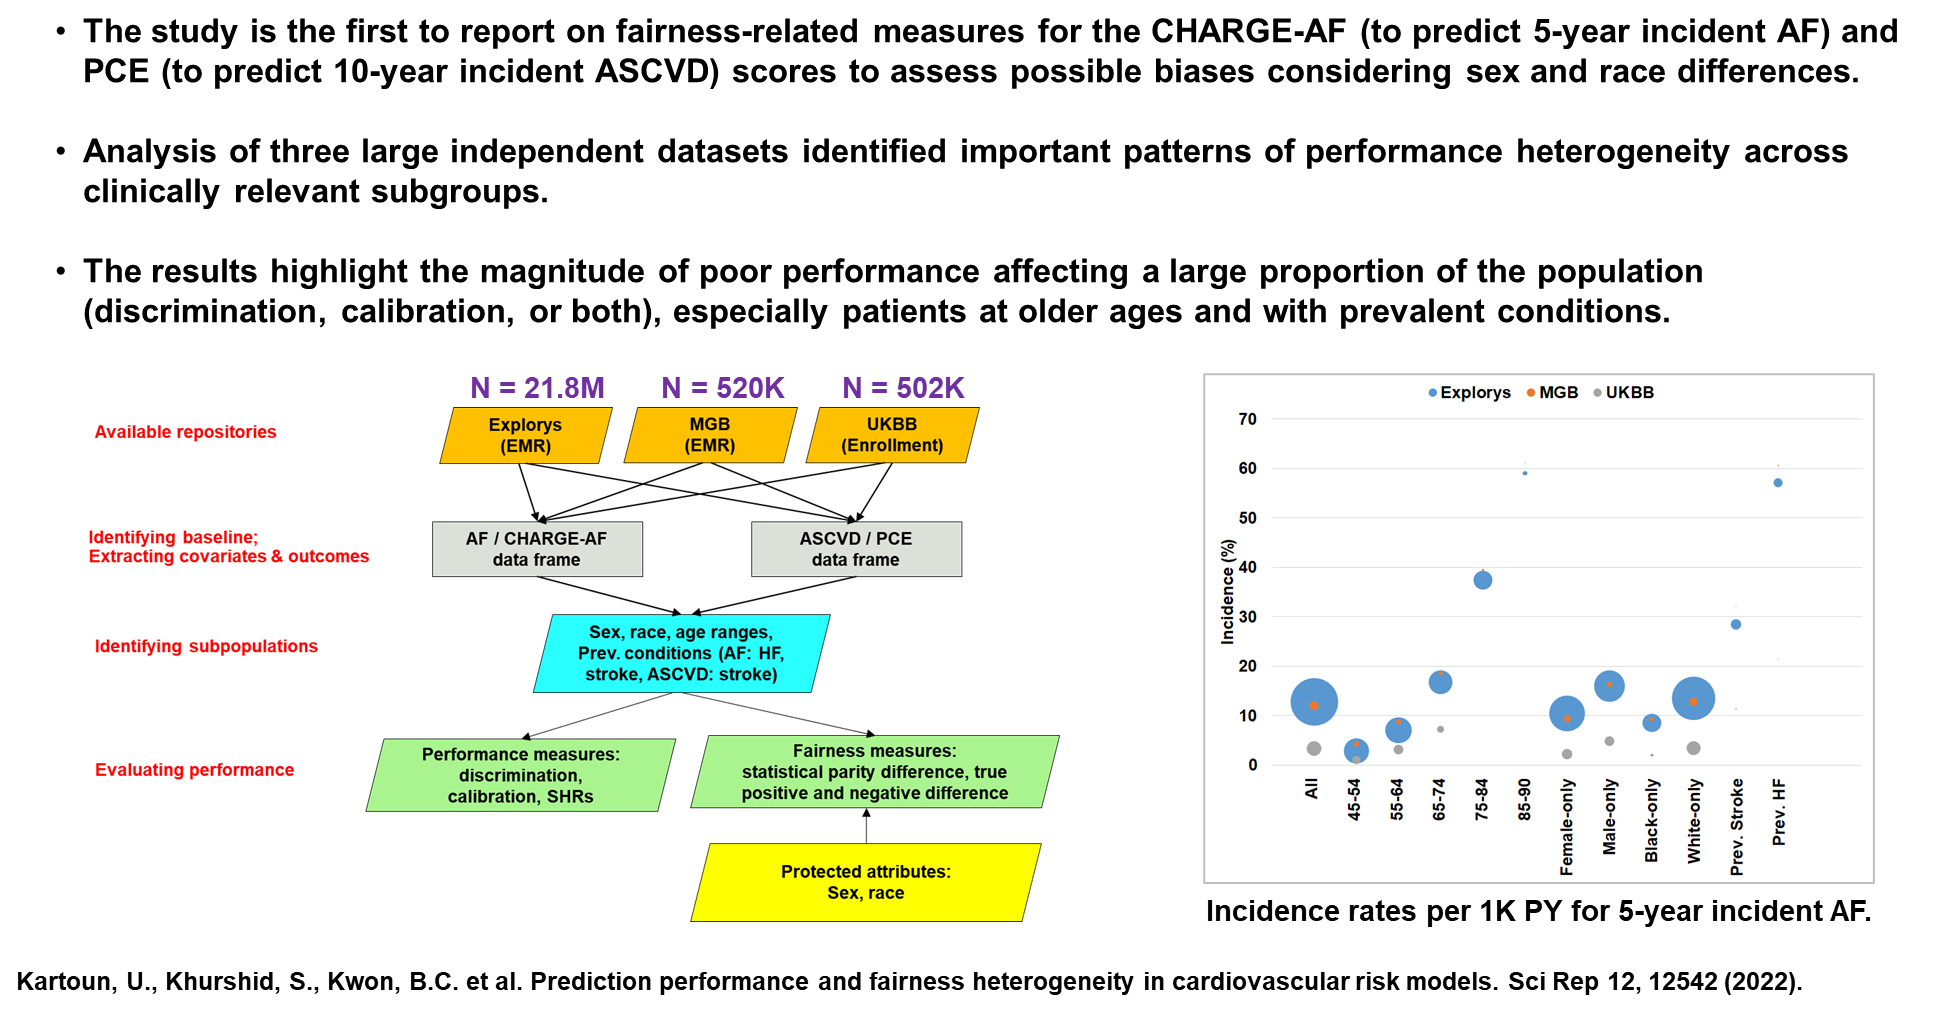 • The study is the first to report on fairness-related measures for the CHARGE-AF (to predict 5-year incident AF) and
PCE (to predict 10-year incident ASCVD) scores to assess possible biases considering sex and race differences.
• Analysis of three large independent datasets identified important patterns of performance heterogeneity across
clinically relevant subgroups.
• The results highlight the magnitude of poor performance affecting a large proportion of the population
(discrimination, calibration, or both), especially patients at older ages and with prevalent conditions.
N = 21.8M
N = 520K
N = 502K
Available repositories
Explorys
(EMR)
MGB
(EMR)
UKBB
(Enrollment)
Identifying baseline;
Extracting covariates & outcomes
AF / CHARGE-AF
data frame
ASCVD / PCE
data frame
Identifying subpopulations
Sex, race, age ranges,
Prev. conditions (AF: HF,
stroke, ASCVD: stroke)
Evaluating performance
Performance measures:
discrimination,
calibration, SHRs
Fairness measures:
statistical parity difference, true
positive and negative difference
Protected attributes:
Sex, race
Explorys
MGB
UKBB
Incidence (%)
70
60
50
40
30
20
10
0
All
45-54
55-64
65-74
75-84
85-90
Female-only
Male-only
Black-only
White-only
Prev. Stroke
Prev. HF
Incidence rates per 1K PY for 5-year incident AF.
Kartoun, U., Khurshid, S., Kwon, B.C. et al. Prediction performance and fairness heterogeneity in cardiovascular risk models. Sci Rep 12, 12542 (2022).